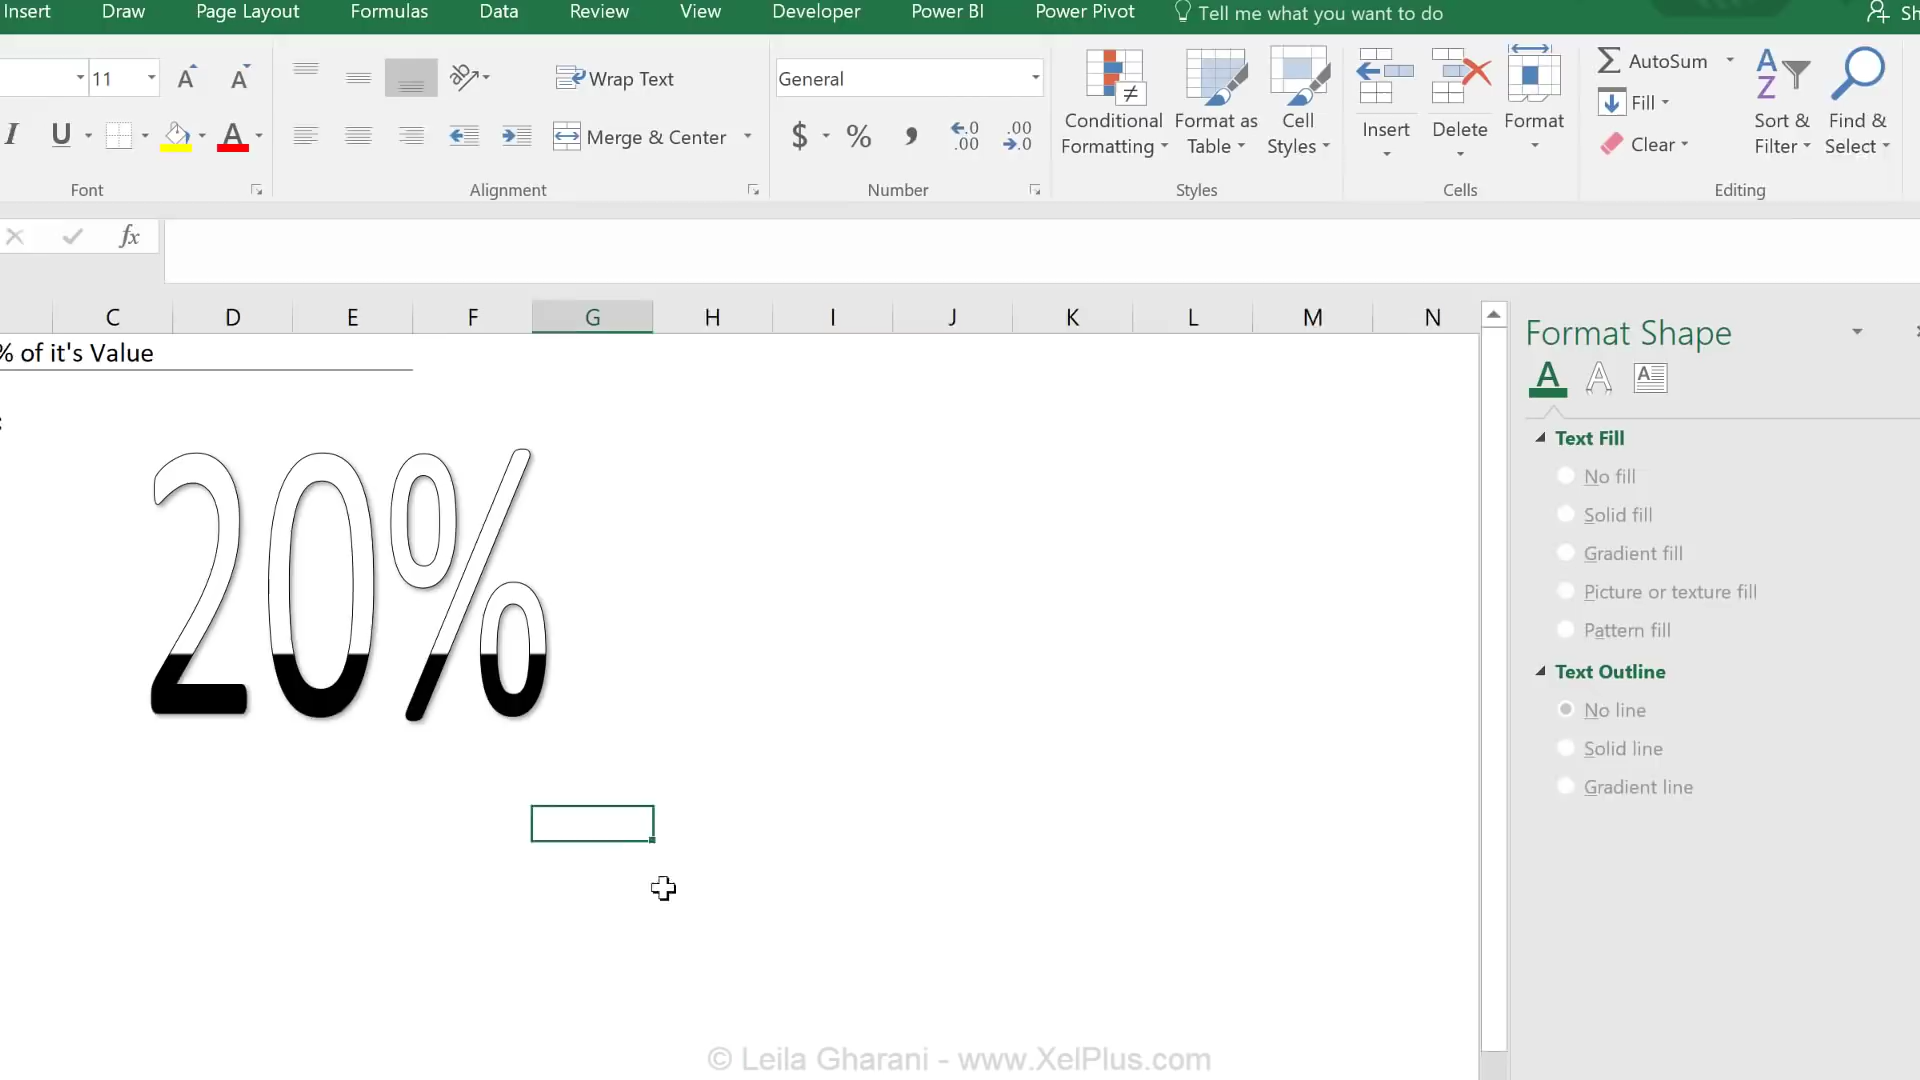 Insert Draw Page Layout Formulas Data Review View Developer Power BI Power Pivot Tell me what you want to do
11 Wrap Text General Conditional Formatting Format as Table Cell Styles Insert Delete Format AutoSum Fill Clear Sort & Filter Find & Select
I U A Merge & Center $ % , .0 .00 .00 .0
Font Alignment Number Styles Cells Editing
fx
C D E F G H I J K L M N
% of it's Value
20%
Format Shape
Text Fill
No fill
Solid fill
Gradient fill
Picture or texture fill
Pattern fill
Text Outline
No line
Solid line
Gradient line
© Leila Gharani - www.XelPlus.com